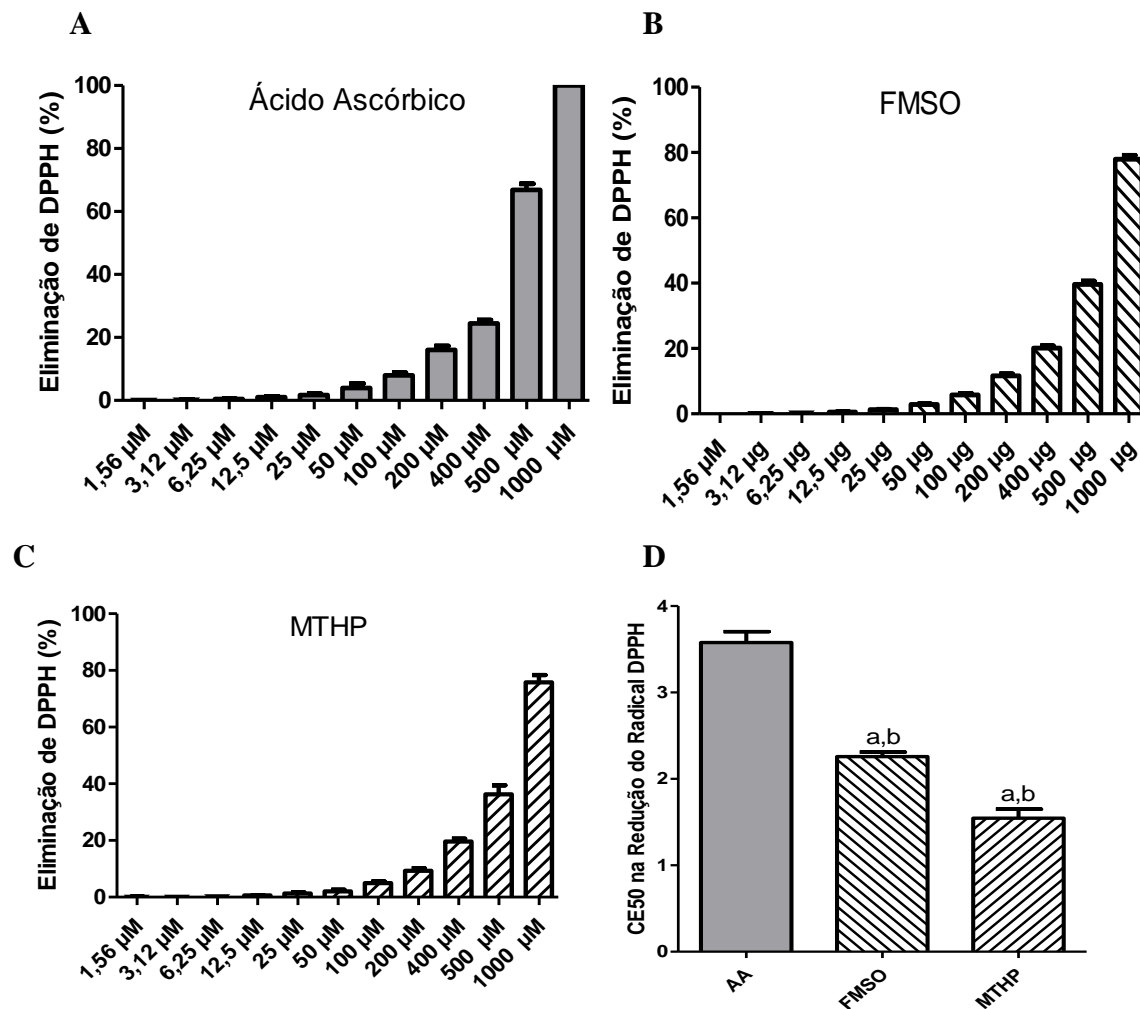 A
Ácido Ascórbico
Eliminação de DPPH (%)
100
80
60
40
20
0
1,56 µM
3,12 µM
6,25 µM
12,5 µM
25 µM
50 µM
100 µM
200 µM
400 µM
500 µM
1000 µM
B
FMSO
Eliminação de DPPH (%)
100
80
60
40
20
0
1,56 µM
3,12 µg
6,25 µg
12,5 µg
25 µg
50 µg
100 µg
200 µg
400 µg
500 µg
1000 µg
C
MTHP
Eliminação de DPPH (%)
100
80
60
40
20
0
1,56 µM
3,12 µM
6,25 µM
12,5 µM
25 µM
50 µM
100 µM
200 µM
400 µM
500 µM
1000 µM
D
CE50 na Redução do Radical DPPH
4
3
2
1
0
a,b
a,b
AA
FMSO
MTHP